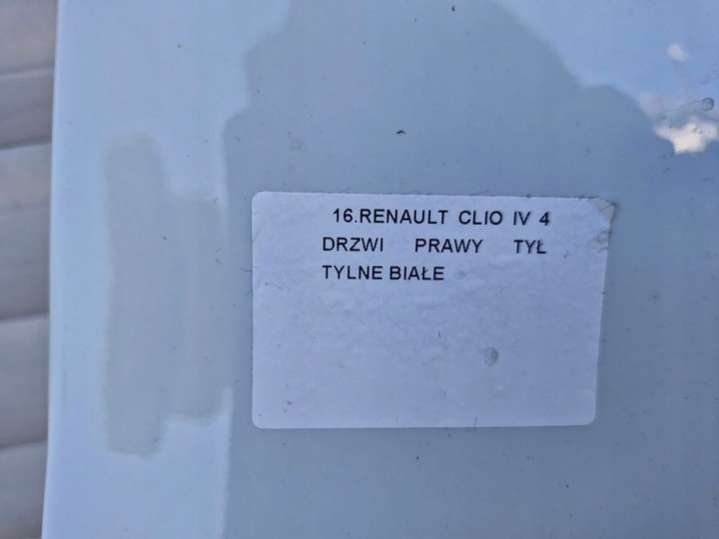 16.RENAULT CLIO IV 4
DRZWI PRAWY TYŁ
TYLNE BIAŁE